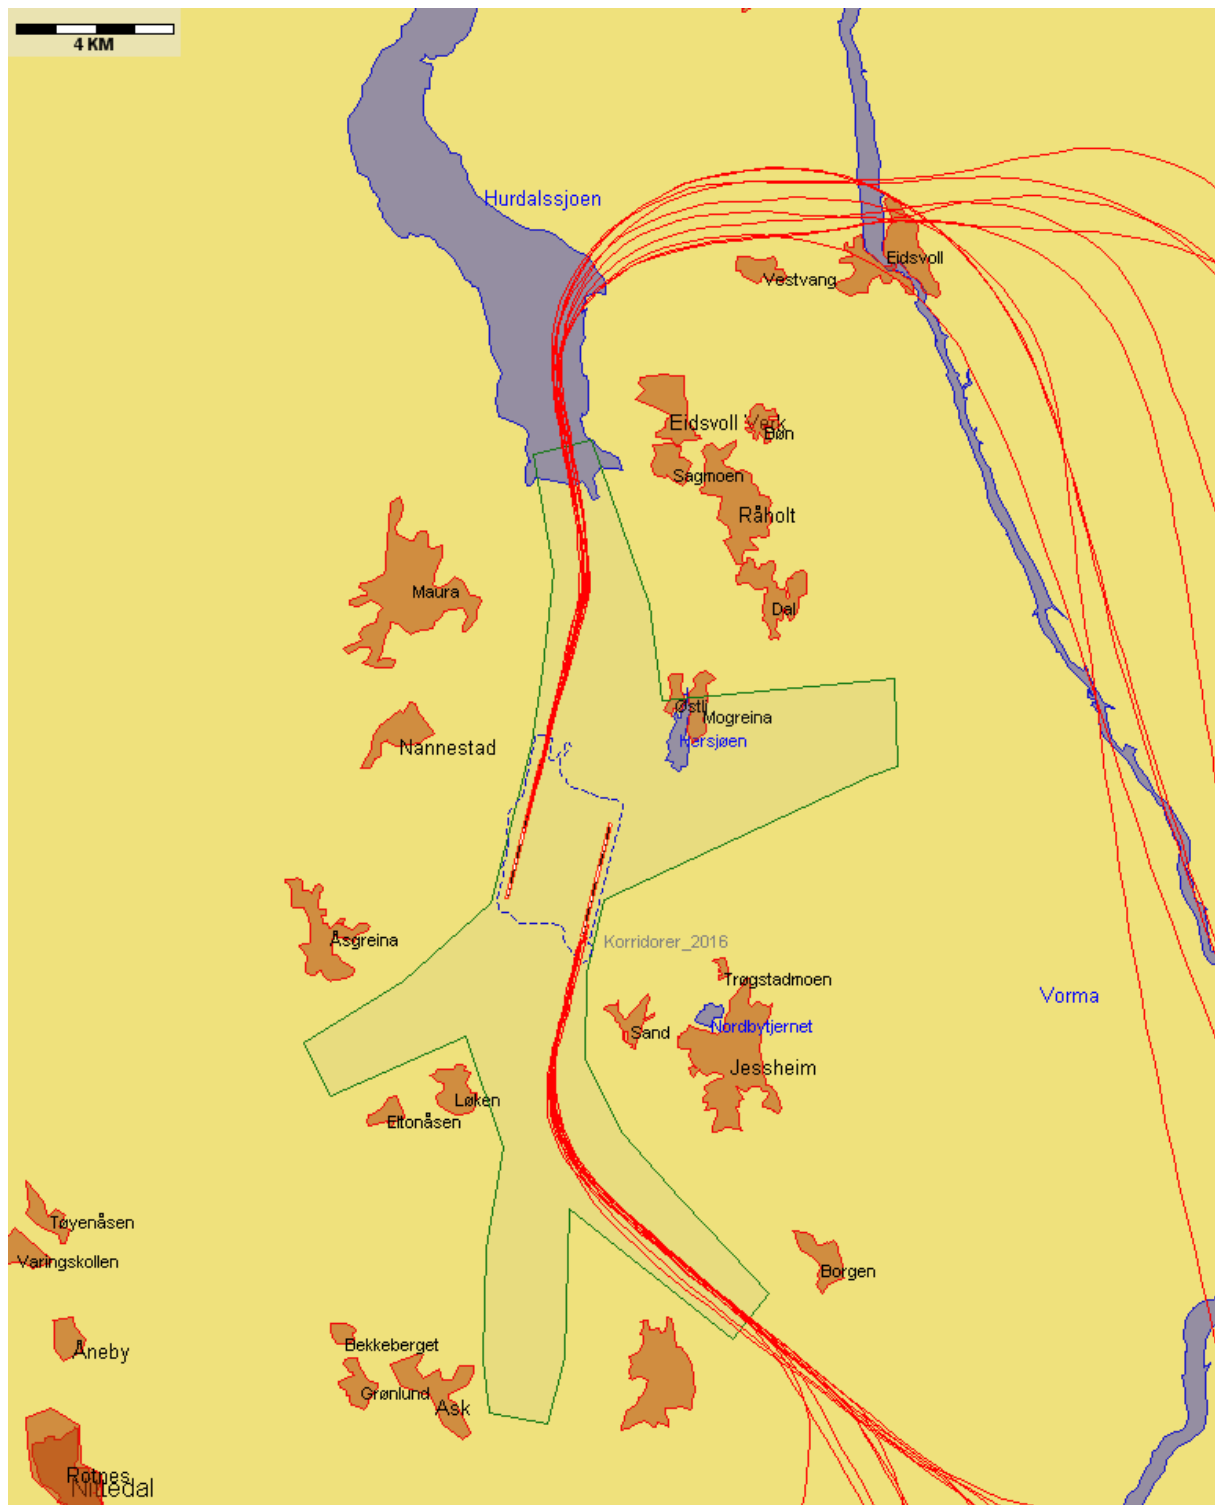 4 KM
Hurdalssjoen
Eidsvoll
Vestvang
Eidsvoll Verk
Bøn
Sagmoen
Råholt
Maura
Dal
Østli
Mogreina
Hersjøen
Nannestad
Åsgreina
Korridorer_2016
Trøgstadmoen
Vorma
Nordbytjernet
Sand
Jessheim
Løken
Eltonåsen
Tøyenåsen
Varingskollen
Borgen
Åneby
Bekkeberget
Grønlund
Ask
Rotnes
Nittedal